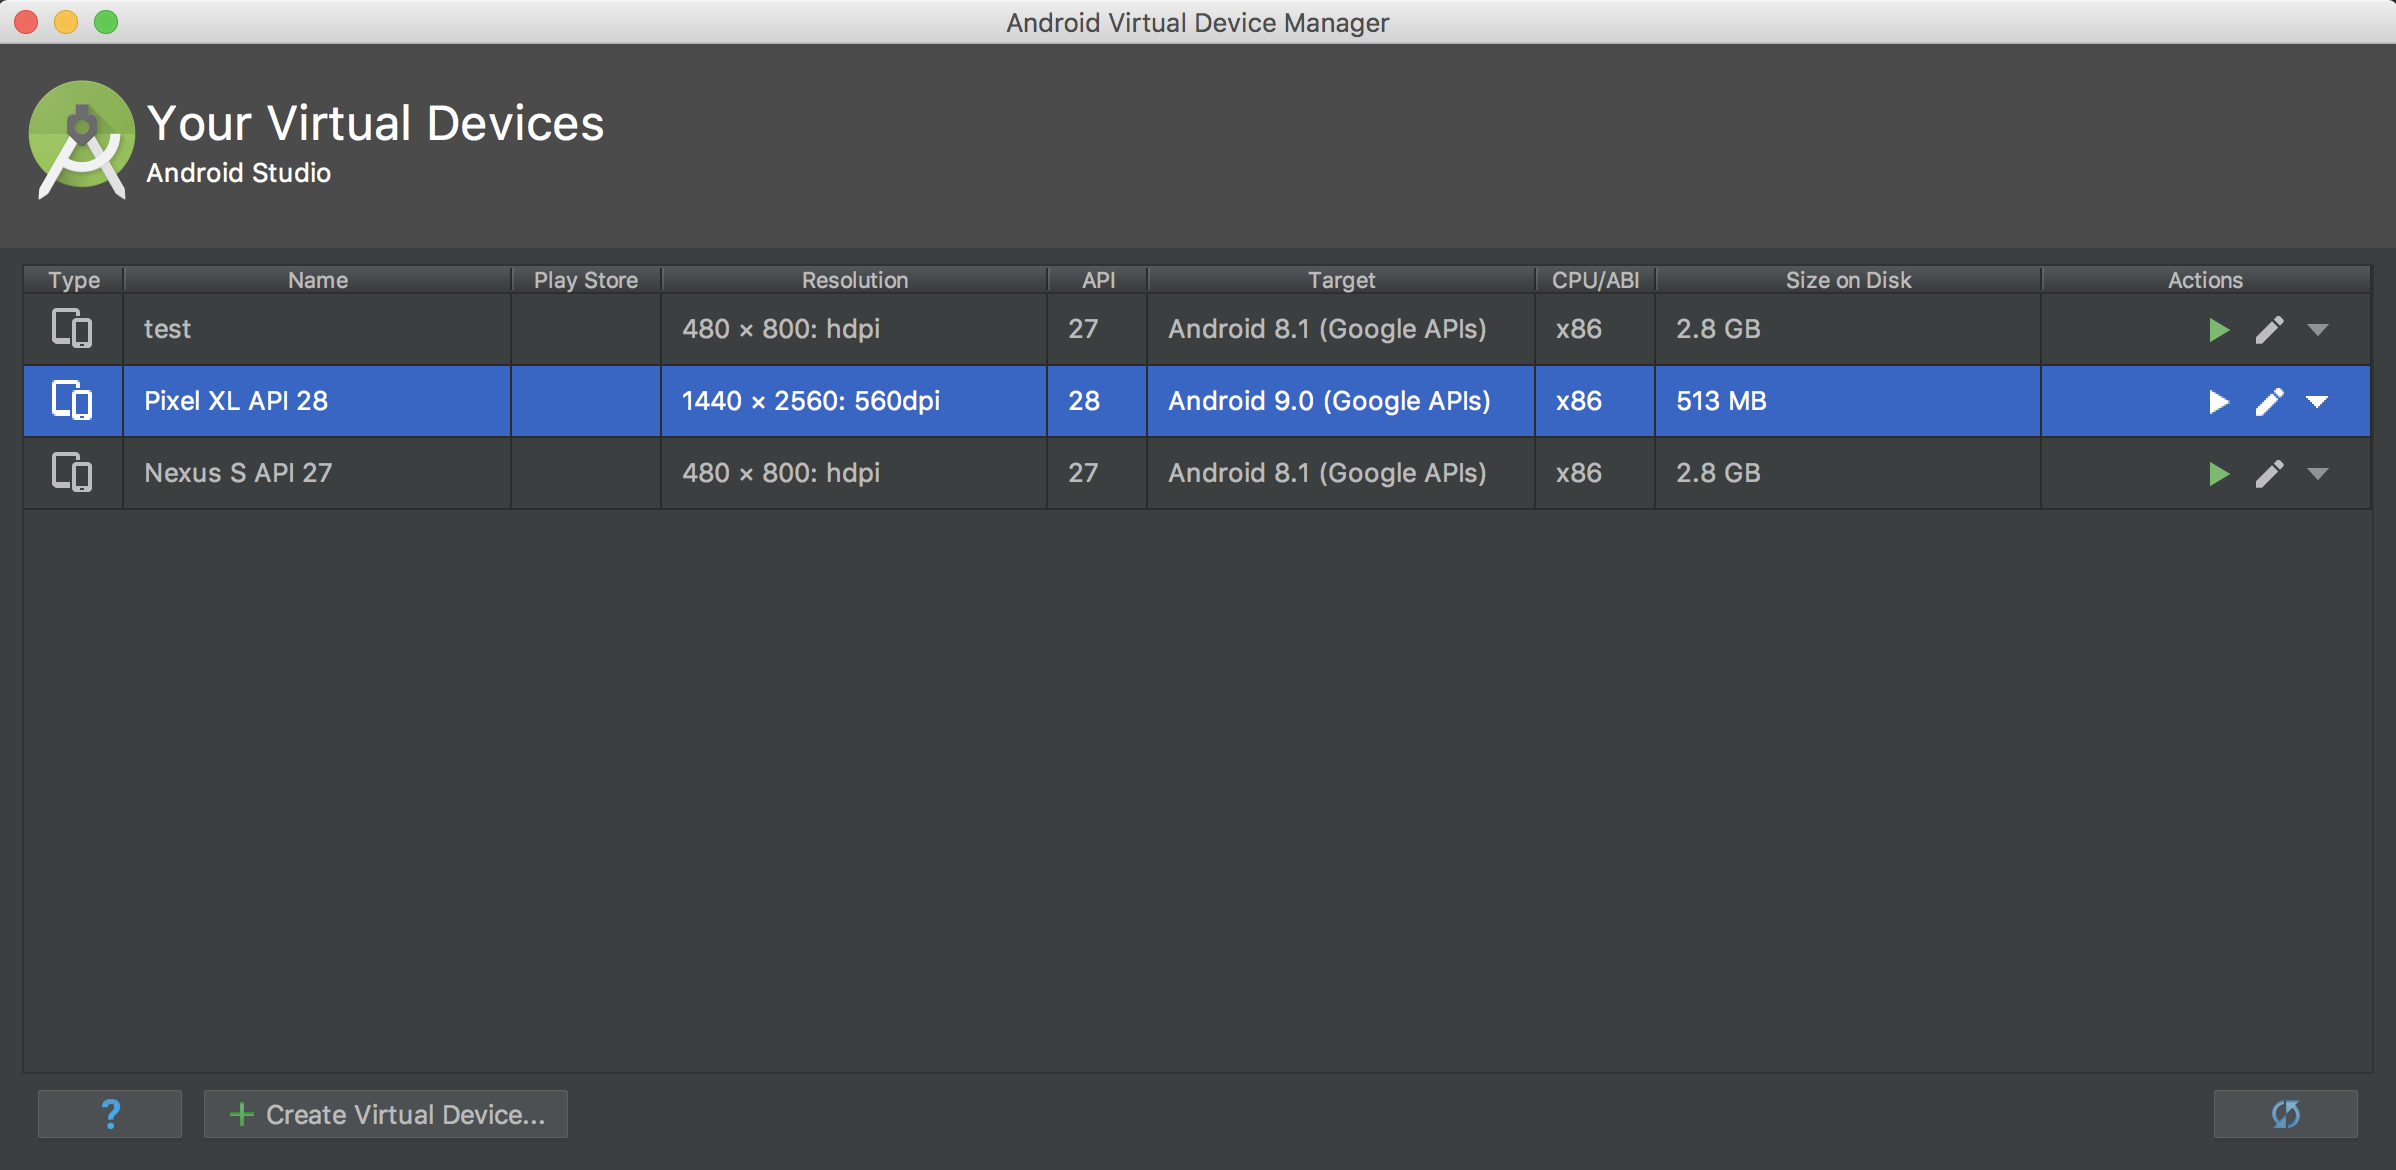 Android Virtual Device Manager
Your Virtual Devices
Android Studio
Type Name Play Store Resolution API Target CPU/ABI Size on Disk Actions
test 480 × 800: hdpi 27 Android 8.1 (Google APIs) x86 2.8 GB
Pixel XL API 28 1440 × 2560: 560dpi 28 Android 9.0 (Google APIs) x86 513 MB
Nexus S API 27 480 × 800: hdpi 27 Android 8.1 (Google APIs) x86 2.8 GB
? + Create Virtual Device...